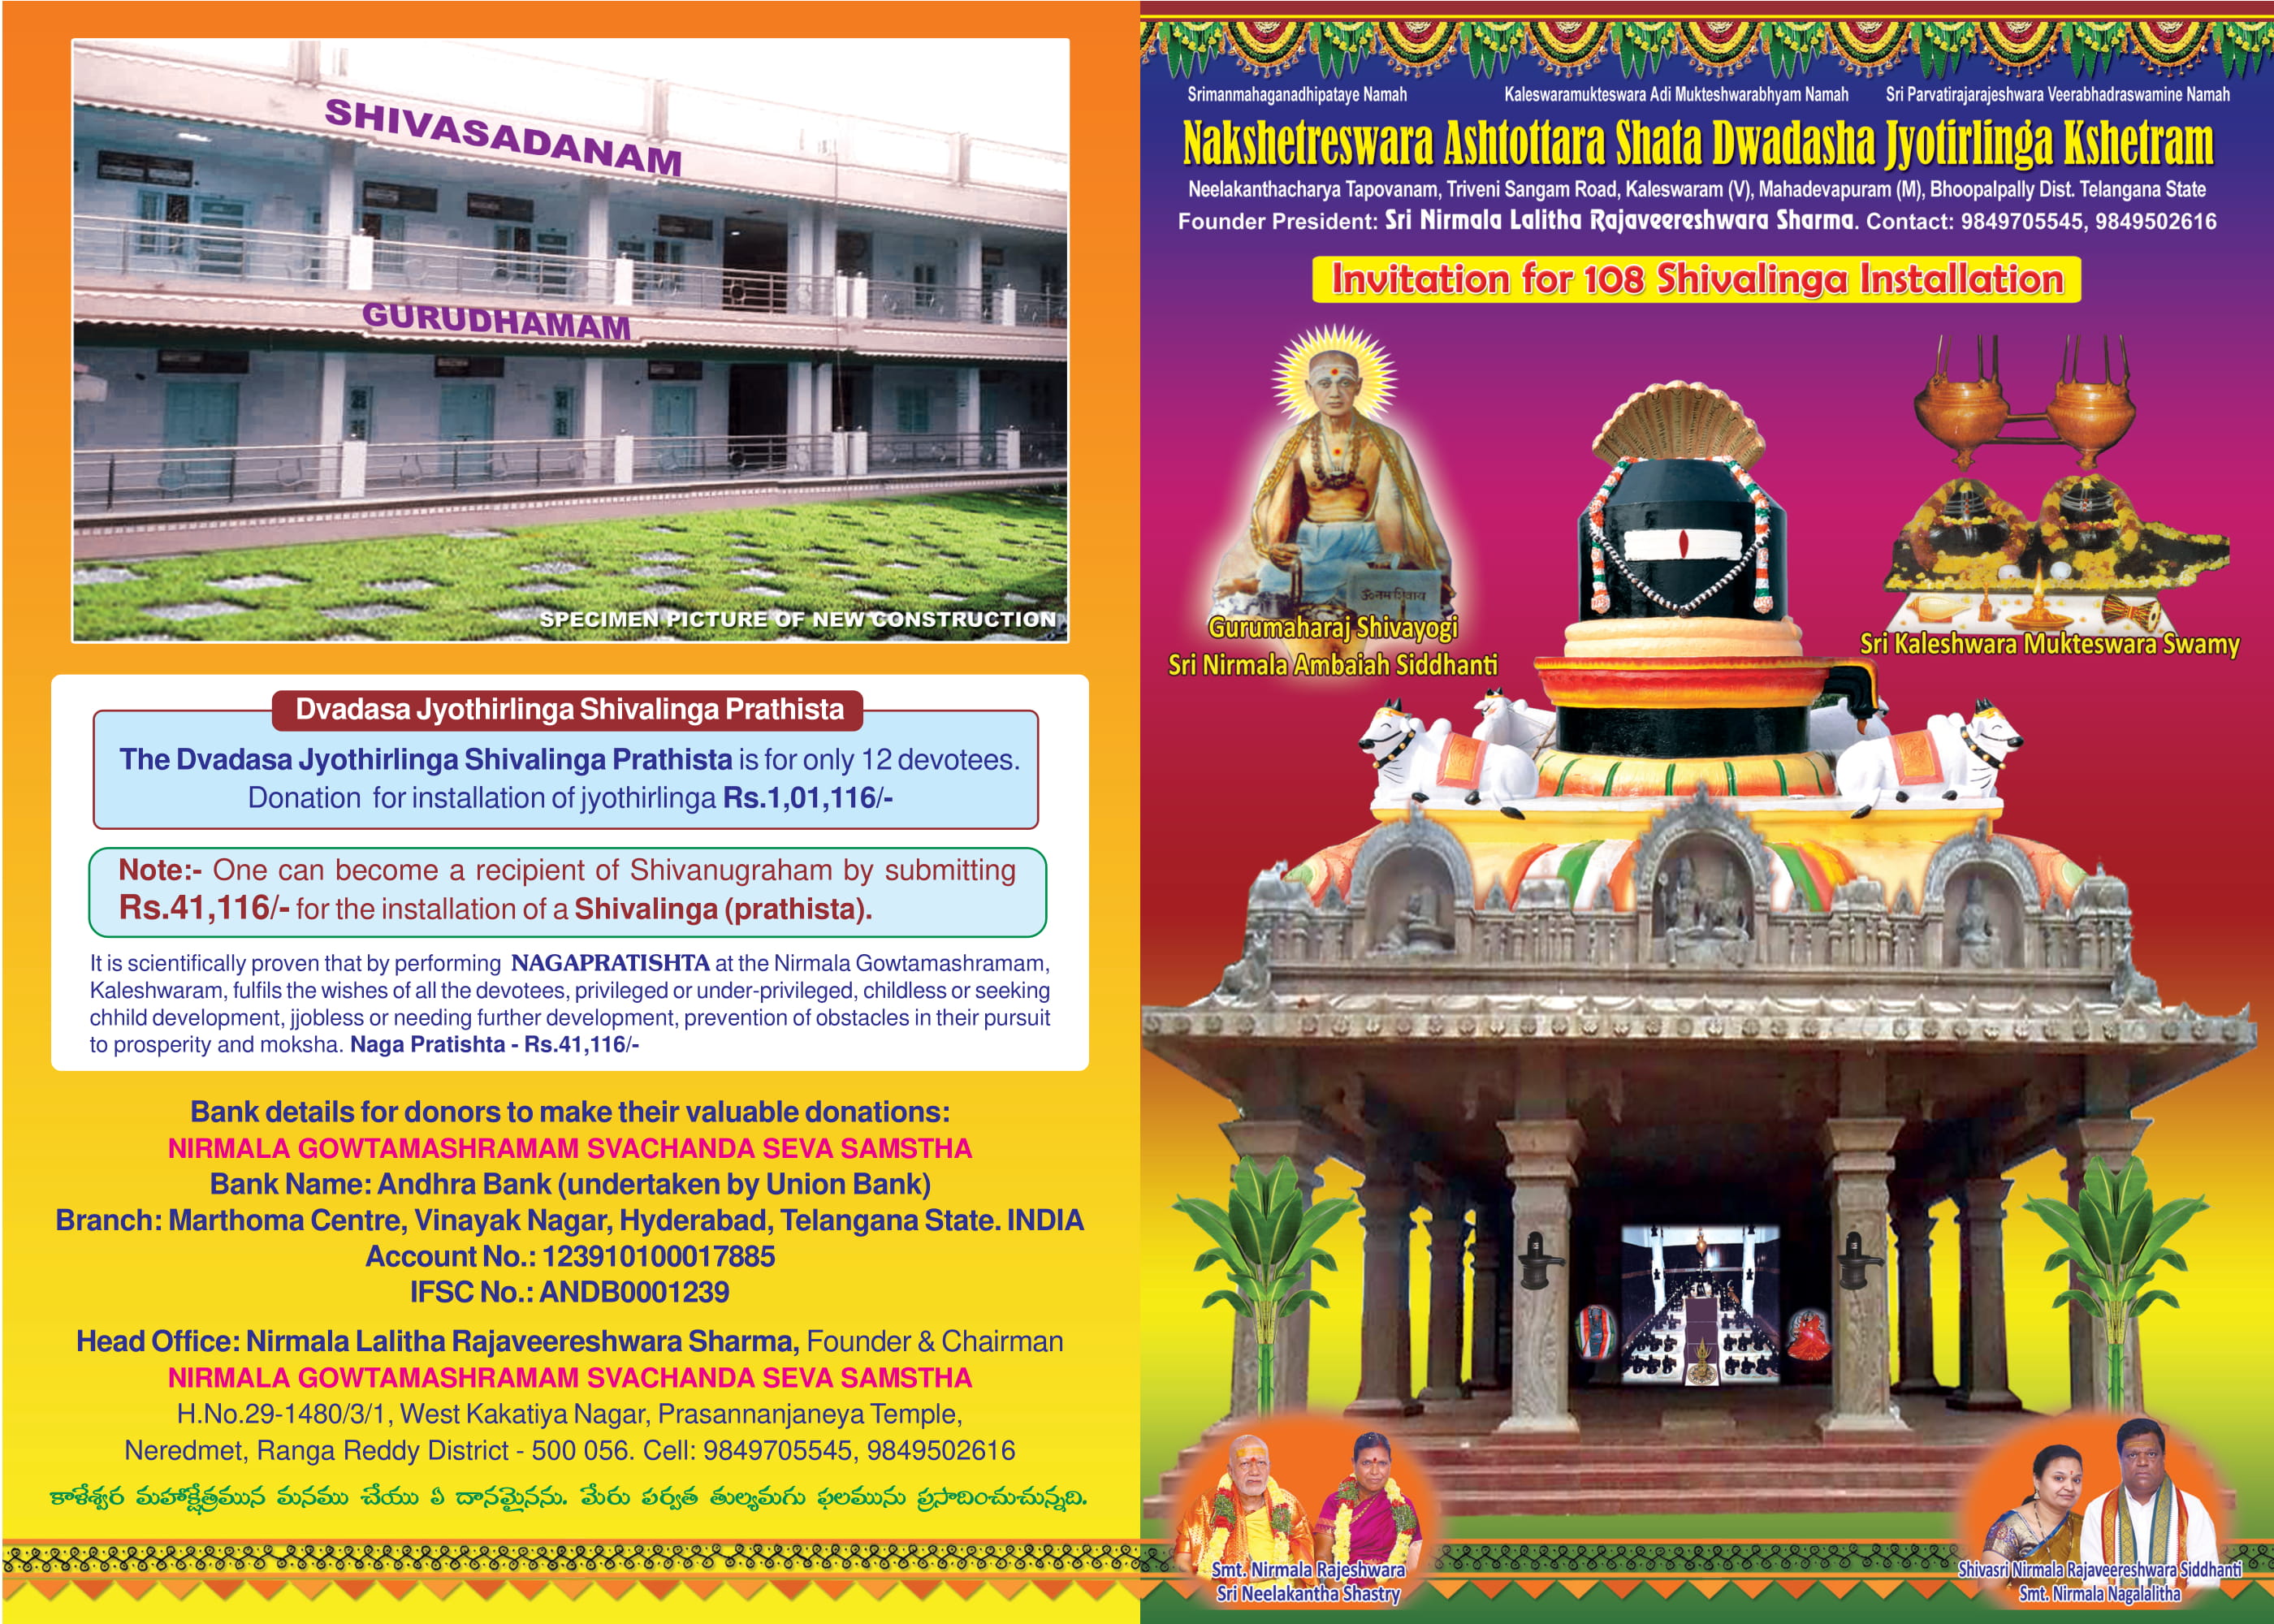 SHIVASADANAM
GURUDHAMAM
SPECIMEN PICTURE OF NEW CONSTRUCTION
Dvadasa Jyothirlinga Shivalinga Prathista
The Dvadasa Jyothirlinga Shivalinga Prathista is for only 12 devotees.
Donation for installation of jyothirlinga Rs.1,01,116/-
Note:- One can become a recipient of Shivanugraham by submitting
Rs.41,116/- for the installation of a Shivalinga (prathista).
It is scientifically proven that by performing NAGAPRATISHTA at the Nirmala Gowtamashramam,
Kaleshwaram, fulfils the wishes of all the devotees, privileged or under-privileged, childless or seeking
chhild development, jjobless or needing further development, prevention of obstacles in their pursuit
to prosperity and moksha. Naga Pratishta - Rs.41,116/-
Bank details for donors to make their valuable donations:
NIRMALA GOWTAMASHRAMAM SVACHANDA SEVA SAMSTHA
Bank Name: Andhra Bank (undertaken by Union Bank)
Branch: Marthoma Centre, Vinayak Nagar, Hyderabad, Telangana State. INDIA
Account No.: 123910100017885
IFSC No.: ANDB0001239
Head Office: Nirmala Lalitha Rajaveereshwara Sharma, Founder & Chairman
NIRMALA GOWTAMASHRAMAM SVACHANDA SEVA SAMSTHA
H.No.29-1480/3/1, West Kakatiya Nagar, Prasannanjaneya Temple,
Neredmet, Ranga Reddy District - 500 056. Cell: 9849705545, 9849502616
కాళేశ్వర మహాక్షేత్రమున మనము చేయు ఏ దానమైనను. మేరు పర్వత తుల్యమగు ఫలమును ప్రసాదించుచున్నది.
Srimanmahaganadhipataye Namah Kaleswaramukteswara Adi Mukteshwarabhyam Namah Sri Parvatirajarajeshwara Veerabhadraswamine Namah
Nakshetreswara Ashtottara Shata Dwadasha Jyotirlinga Kshetram
Neelakanthacharya Tapovanam, Triveni Sangam Road, Kaleswaram (V), Mahadevapuram (M), Bhoopalpally Dist. Telangana State
Founder President: Sri Nirmala Lalitha Rajaveereshwara Sharma. Contact: 9849705545, 9849502616
Invitation for 108 Shivalinga Installation
ॐ नमः शिवाय
Gurumaharaj Shivayogi
Sri Nirmala Ambaiah Siddhanti
Sri Kaleshwara Mukteswara Swamy
Smt. Nirmala Rajeshwara
Sri Neelakantha Shastry
Shivasri Nirmala Rajaveereshwara Siddhanti
Smt. Nirmala Nagalalitha